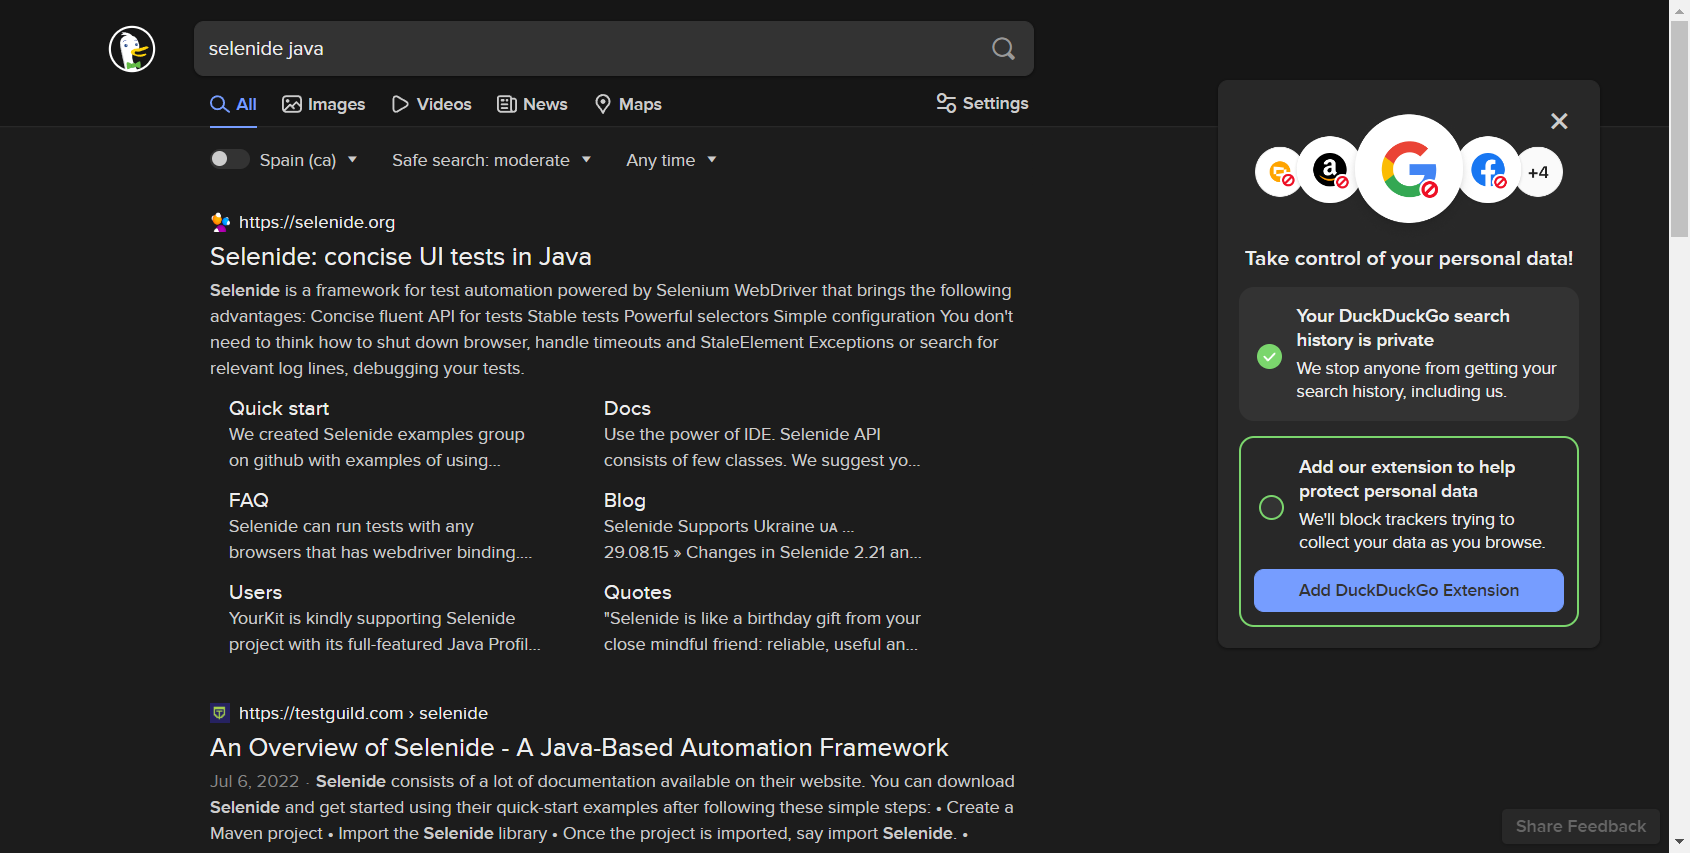 selenide java
All
Images
Videos
News
Maps
Settings
Spain (ca)
Safe search: moderate
Any time
https://selenide.org
Selenide: concise UI tests in Java
Selenide is a framework for test automation powered by Selenium WebDriver that brings the following
advantages: Concise fluent API for tests Stable tests Powerful selectors Simple configuration You don't
need to think how to shut down browser, handle timeouts and StaleElement Exceptions or search for
relevant log lines, debugging your tests.
Quick start
We created Selenide examples group
on github with examples of using...
Docs
Use the power of IDE. Selenide API
consists of few classes. We suggest yo...
FAQ
Selenide can run tests with any
browsers that has webdriver binding....
Blog
Selenide Supports Ukraine UA ...
29.08.15 » Changes in Selenide 2.21 an...
Users
YourKit is kindly supporting Selenide
project with its full-featured Java Profil...
Quotes
"Selenide is like a birthday gift from your
close mindful friend: reliable, useful an...
https://testguild.com › selenide
An Overview of Selenide - A Java-Based Automation Framework
Jul 6, 2022 · Selenide consists of a lot of documentation available on their website. You can download
Selenide and get started using their quick-start examples after following these simple steps: • Create a
Maven project • Import the Selenide library • Once the project is imported, say import Selenide. •
+4
Take control of your personal data!
Your DuckDuckGo search
history is private
We stop anyone from getting your
search history, including us.
Add our extension to help
protect personal data
We'll block trackers trying to
collect your data as you browse.
Add DuckDuckGo Extension
Share Feedback